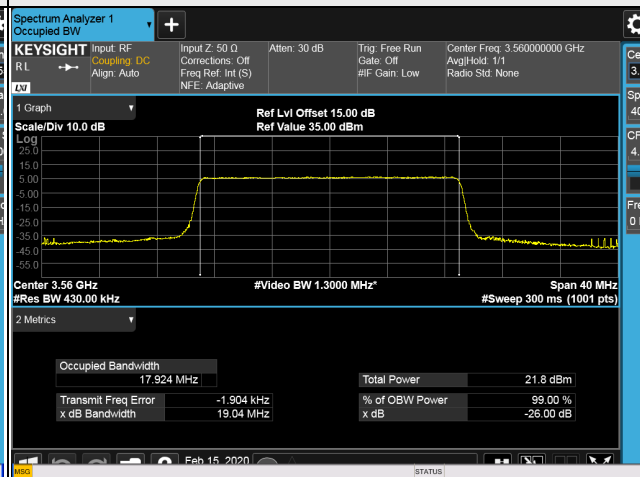 Spectrum Analyzer 1
Occupied BW
+
KEYSIGHT Input: RF Input Z: 50 Ω Atten: 30 dB Trig: Free Run Center Freq: 3.560000000 GHz
RL Coupling: DC Corrections: Off Gate: Off Avg|Hold: 1/1
Align: Auto Freq Ref: Int (S) #IF Gain: Low Radio Std: None
LXI NFE: Adaptive
1 Graph
Ref Lvl Offset 15.00 dB
Scale/Div 10.0 dB Ref Value 35.00 dBm
Log
25.0
15.0
5.00
-5.00
-15.0
-25.0
-35.0
-45.0
-55.0
Center 3.56 GHz #Video BW 1.3000 MHz* Span 40 MHz
#Res BW 430.00 kHz #Sweep 300 ms (1001 pts)
2 Metrics
Occupied Bandwidth
17.924 MHz Total Power 21.8 dBm
Transmit Freq Error -1.904 kHz % of OBW Power 99.00 %
x dB Bandwidth 19.04 MHz x dB -26.00 dB
Feb 15, 2020
MSG STATUS